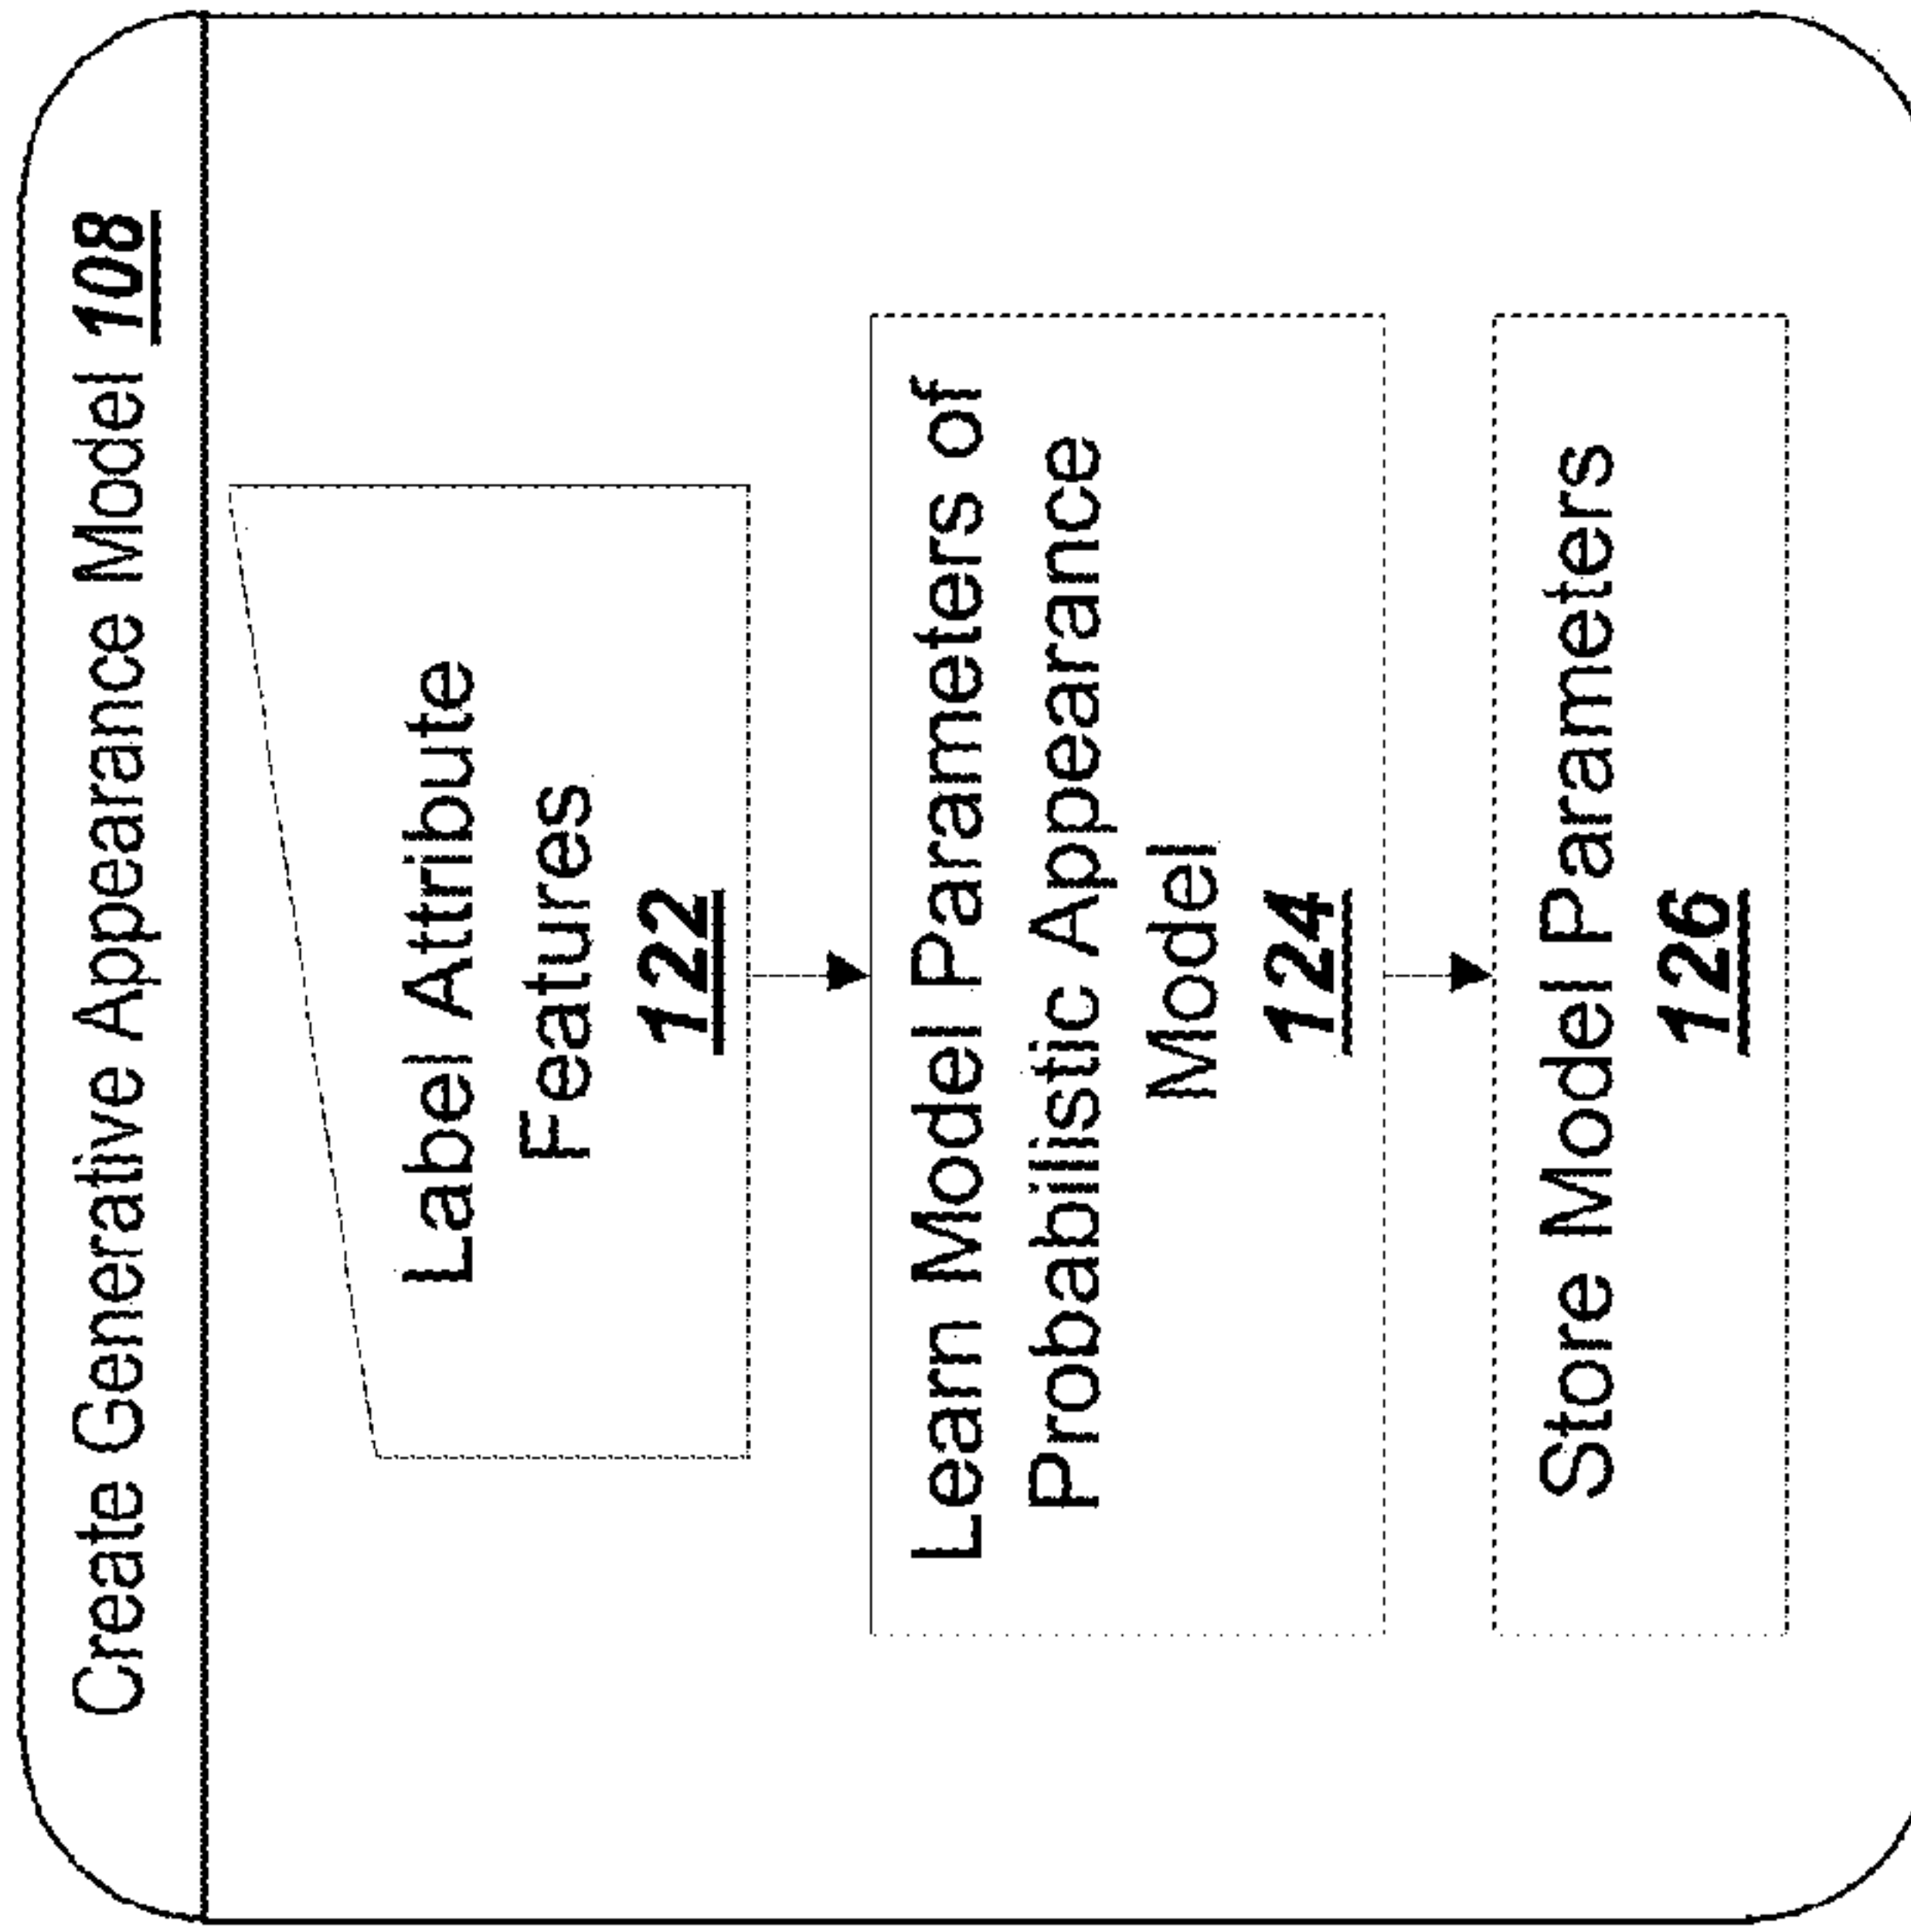 Create Generative Appearance Model 108
Label Attribute
Features
122
Learn Model Parameters of
Probabilistic Appearance
Model
124
Store Model Parameters
126